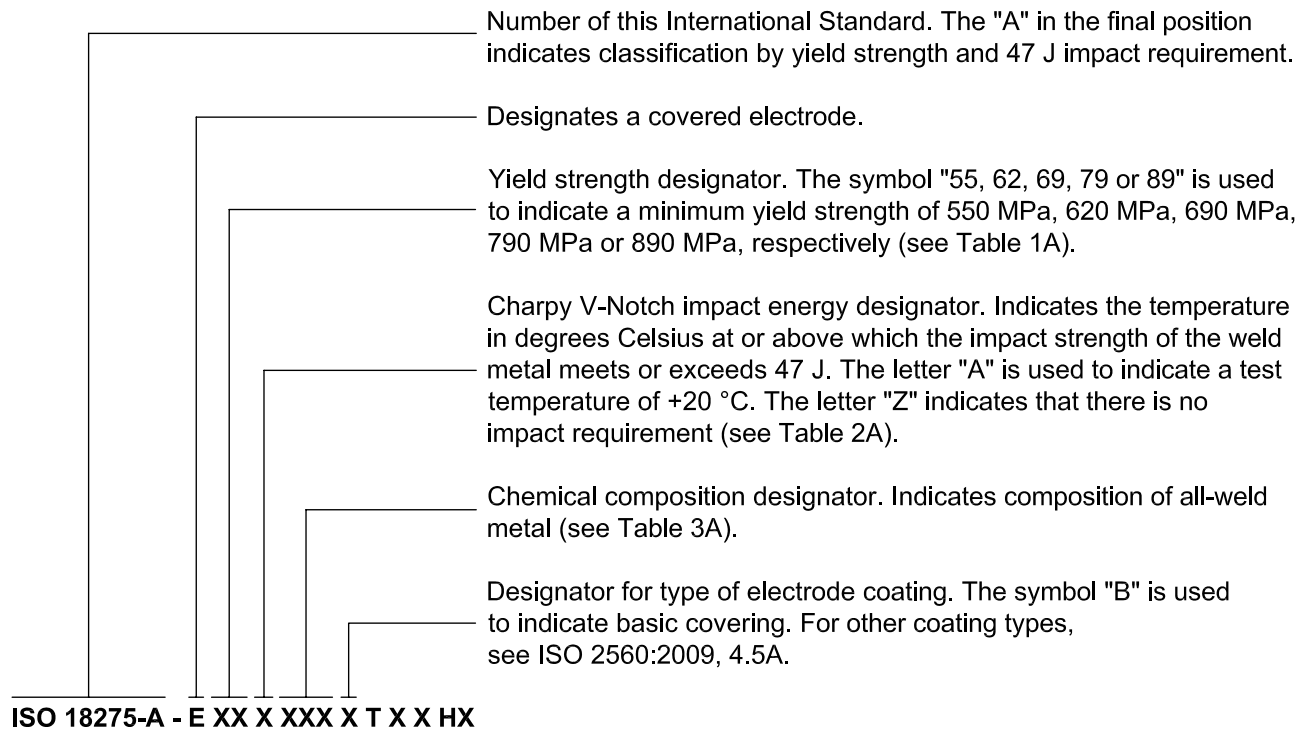 Number of this International Standard. The "A" in the final position
indicates classification by yield strength and 47 J impact requirement.
Designates a covered electrode.
Yield strength designator. The symbol "55, 62, 69, 79 or 89" is used
to indicate a minimum yield strength of 550 MPa, 620 MPa, 690 MPa,
790 MPa or 890 MPa, respectively (see Table 1A).
Charpy V-Notch impact energy designator. Indicates the temperature
in degrees Celsius at or above which the impact strength of the weld
metal meets or exceeds 47 J. The letter "A" is used to indicate a test
temperature of +20 °C. The letter "Z" indicates that there is no
impact requirement (see Table 2A).
Chemical composition designator. Indicates composition of all-weld
metal (see Table 3A).
Designator for type of electrode coating. The symbol "B" is used
to indicate basic covering. For other coating types,
see ISO 2560:2009, 4.5A.
ISO 18275-A - E XX X XXX X T X X HX